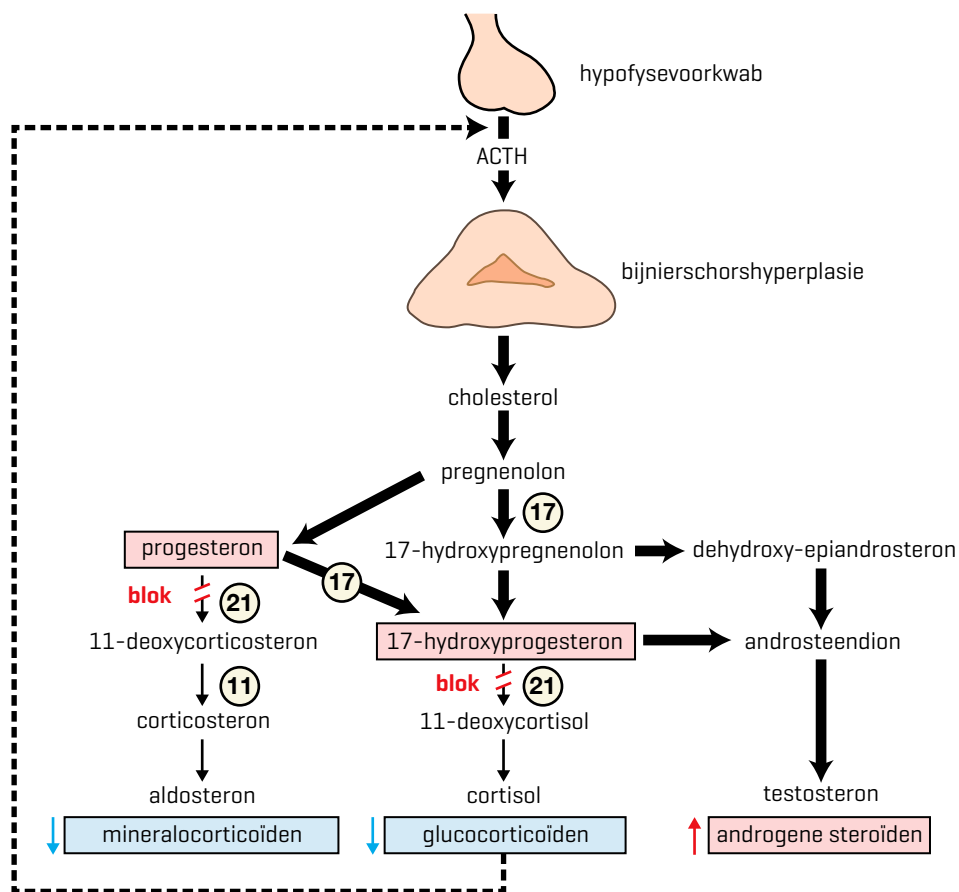 hypofysevoorkwab
ACTH
bijnierschorshyperplasie
cholesterol
pregnenolon
17
progesteron
17-hydroxypregnenolon
dehydroxy-epiandrosteron
17
blok
21
11-deoxycorticosteron
17-hydroxyprogesteron
androsteendion
11
blok
21
corticosteron
11-deoxycortisol
aldosteron
cortisol
testosteron
mineralocorticoïden
glucocorticoïden
androgene steroïden